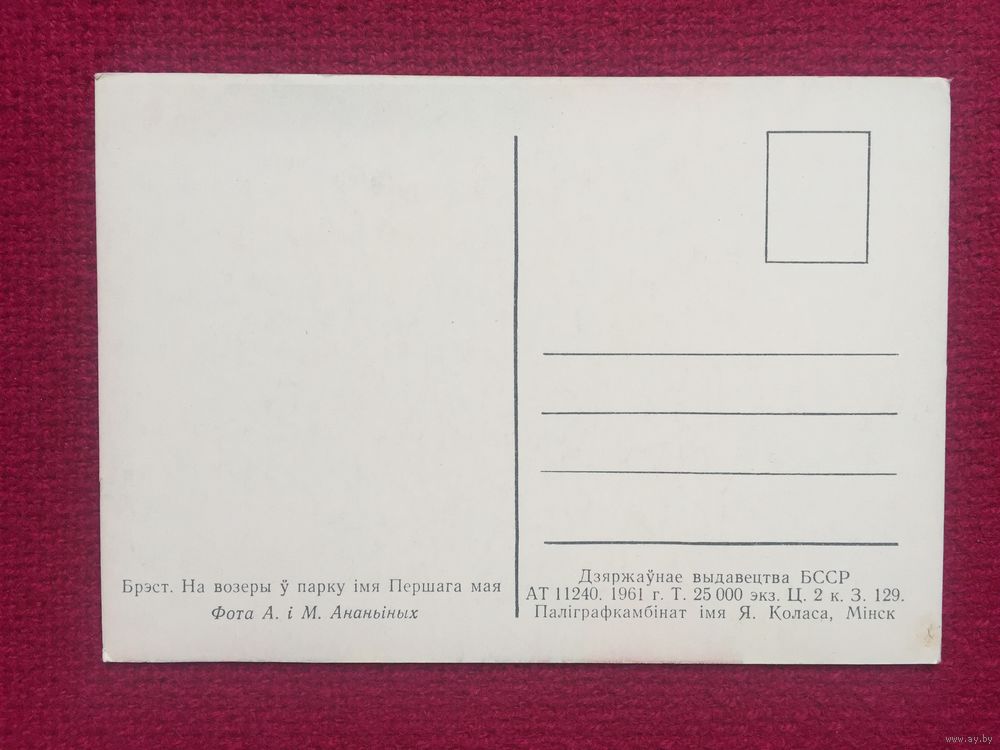 Брэст. На возеры ў парку імя Першага мая
Фота А. і М. Ананьіных
Дзяржаўнае выдавецтва БССР
АТ 11240. 1961 г. Т. 25 000 экз. Ц. 2 к. З. 129.
Паліграфкамбінат імя Я. Коласа, Мінск
www.ay.by